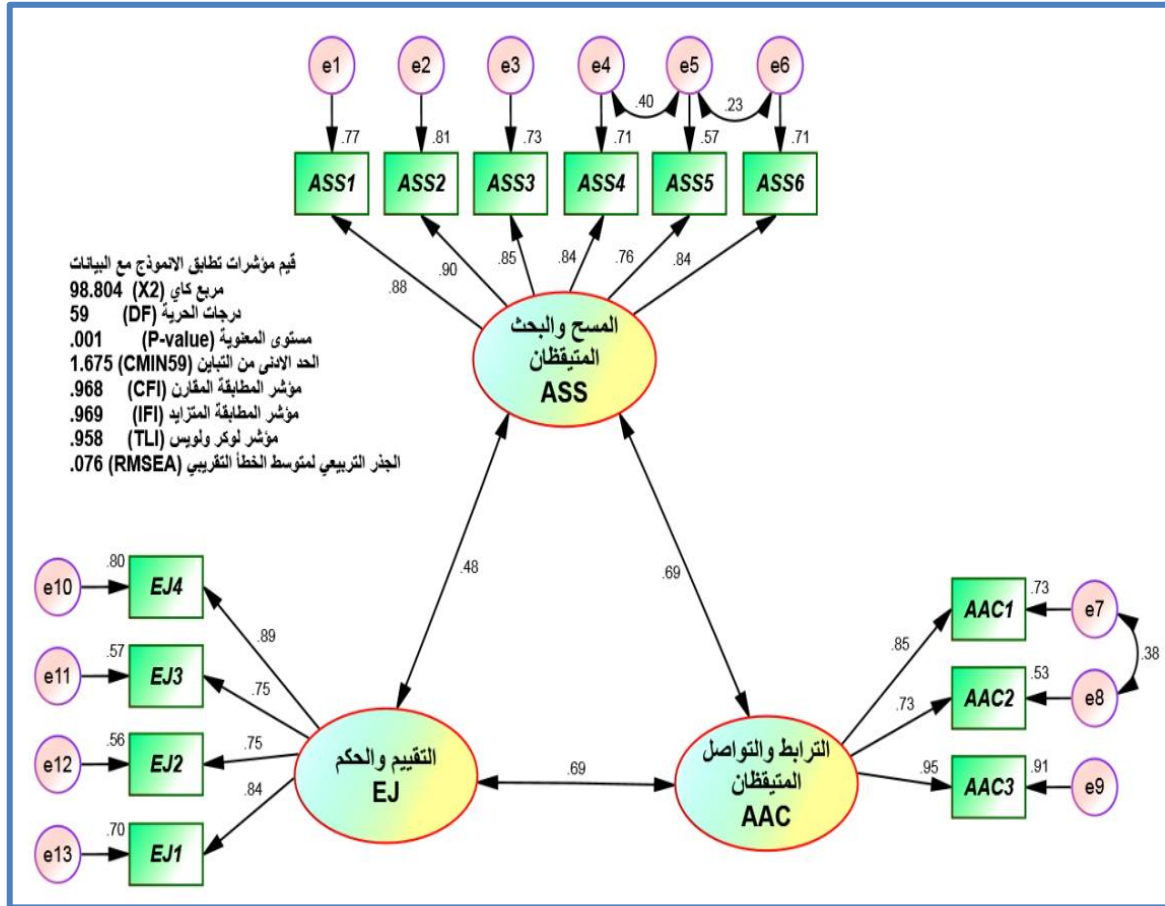 e1 e2 e3 e4 e5 e6
.40 .23
.77 .81 .73 .71 .57 .71
ASS1 ASS2 ASS3 ASS4 ASS5 ASS6
.88 .90 .85 .84 .76 .84
قيم مؤشرات تطابق الانموذج مع البيانات
مربع كاي (X2) 98.804
درجات الحرية (DF) 59
مستوى المعنوية (P-value) .001
الحد الادنى من التباين (CMIN59) 1.675
مؤشر المطابقة المقارن (CFI) .968
مؤشر المطابقة المتزايد (IFI) .969
مؤشر لوكر ولويس (TLI) .958
الجذر التربيعي لمتوسط الخطأ التقريبي (RMSEA) .076
المسح والبحث
المتيقظان
ASS
.48 .69
e10 .80 EJ4 .89
e11 .57 EJ3 .75
e12 .56 EJ2 .75
e13 .70 EJ1 .84
التقييم والحكم
EJ
.69
الترابط والتواصل
المتيقظان
AAC
.85 AAC1 .73 e7
.38
.73 AAC2 .53 e8
.95 AAC3 .91 e9